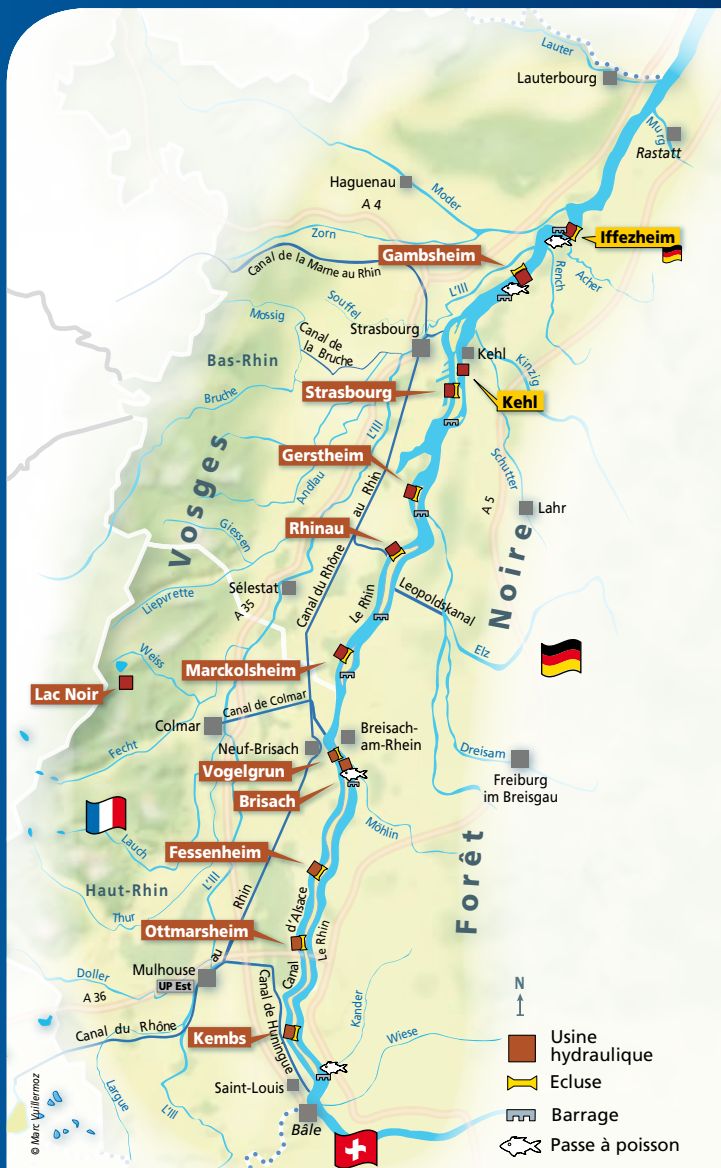 Lauter
Lauterbourg
Murg
Rastatt
Haguenau
Moder
A 4
Iffezheim
Zorn
Gambsheim
Canal de la Marne au Rhin
L'Ill
Rench
Acher
Souffel
Mossig
Strasbourg
Canal de
la Bruche
Kehl
Kinzig
Bas-Rhin
Bruche
Strasbourg
Kehl
L'Ill
Gerstheim
Schutter
Andlau
au Rhin
A 5
Lahr
Vosges
Giessen
Rhinau
Noire
Sélestat
Liepvrette
A 35
Canal du Rhône
Le Rhin
Leopoldskanal
Elz
Weiss
Marckolsheim
Lac Noir
Canal de Colmar
Colmar
Breisach-
am-Rhein
Fecht
Neuf-Brisach
Dreisam
Vogelgrun
Freiburg
im Breisgau
Brisach
Möhlin
Lauch
Fessenheim
Forêt
Haut-Rhin
L'Ill
Rhin
Thur
d'Alsace
Le Rhin
Ottmarsheim
au
Canal
Mulhouse
Doller
UP Est
A 36
Canal de Huningue
Kander
N
Canal du Rhône
Kembs
Wiese
Usine
hydraulique
Ecluse
Largue
Saint-Louis
L'Ill
Barrage
Bâle
Passe à poisson
© Marc Vuillermoz